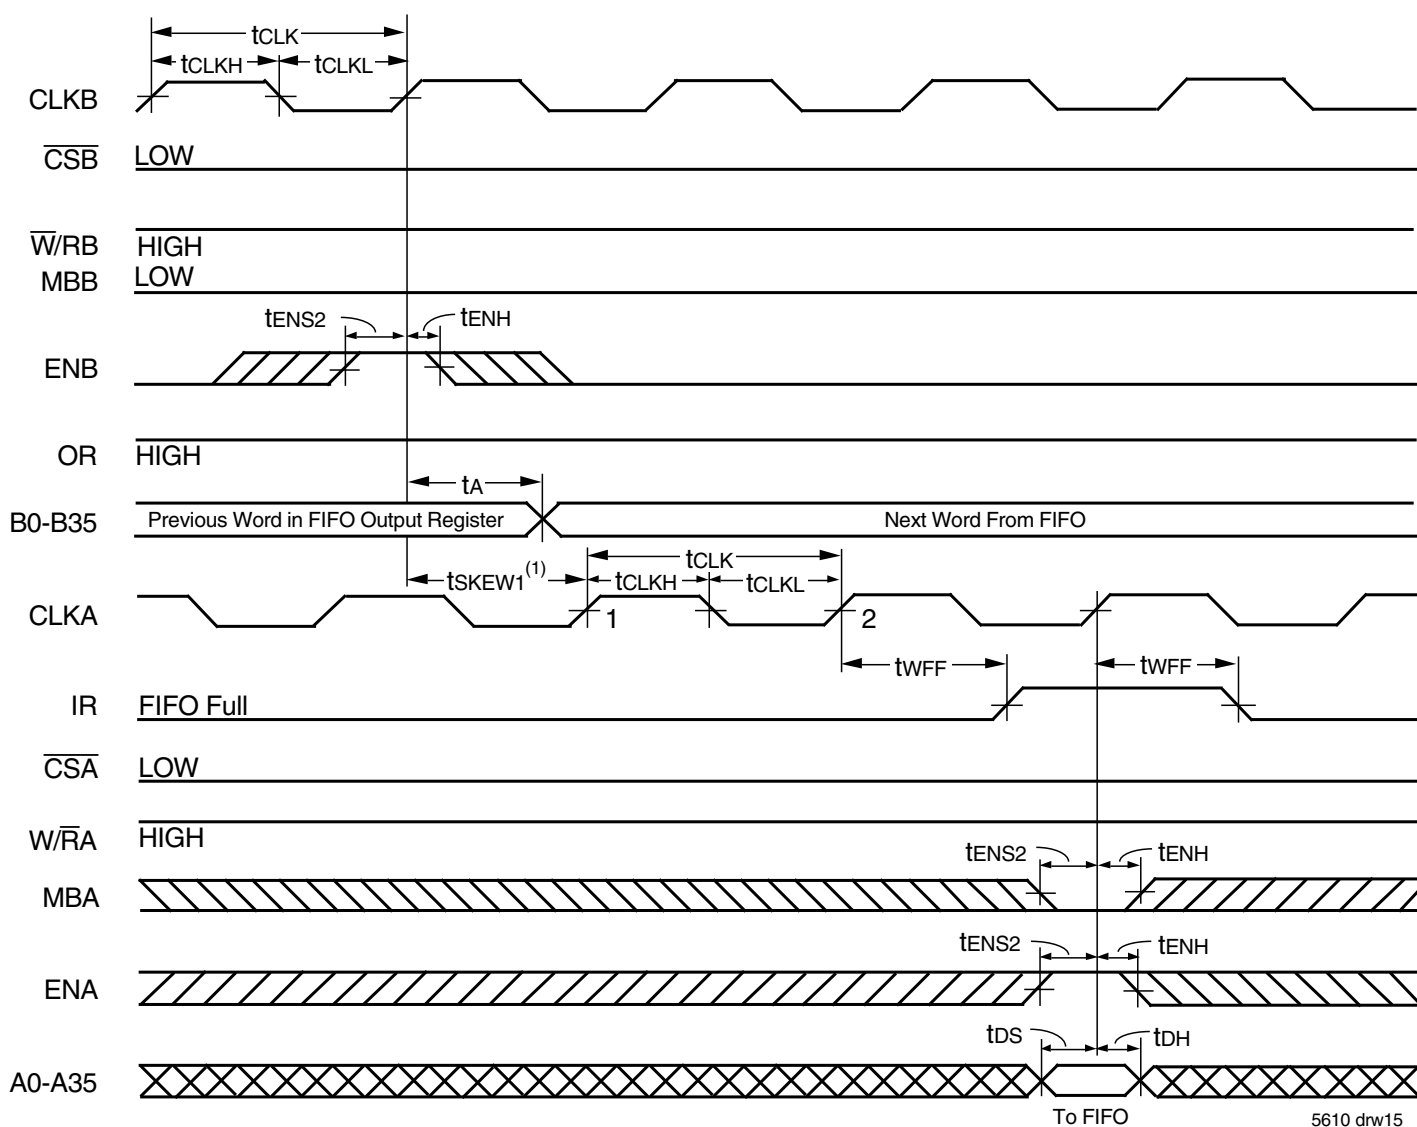 tCLK
tCLKH tCLKL
CLKB
CSB LOW
W/RB HIGH
MBB LOW
tENS2 tENH
ENB
OR HIGH
tA
B0-B35 Previous Word in FIFO Output Register Next Word From FIFO
tCLK
tSKEW1(1) tCLKH tCLKL
CLKA 1 2
tWFF tWFF
IR FIFO Full
CSA LOW
W/RA HIGH
tENS2 tENH
MBA
tENS2 tENH
ENA
tDS tDH
A0-A35
To FIFO
5610 drw15